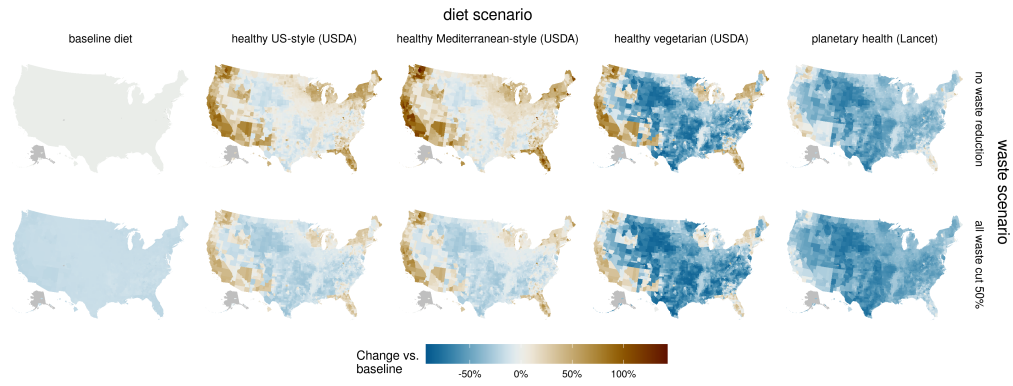 diet scenario
baseline diet
healthy US-style (USDA)
healthy Mediterranean-style (USDA)
healthy vegetarian (USDA)
planetary health (Lancet)
no waste reduction
waste scenario
all waste cut 50%
Change vs.
baseline
-50%
0%
50%
100%